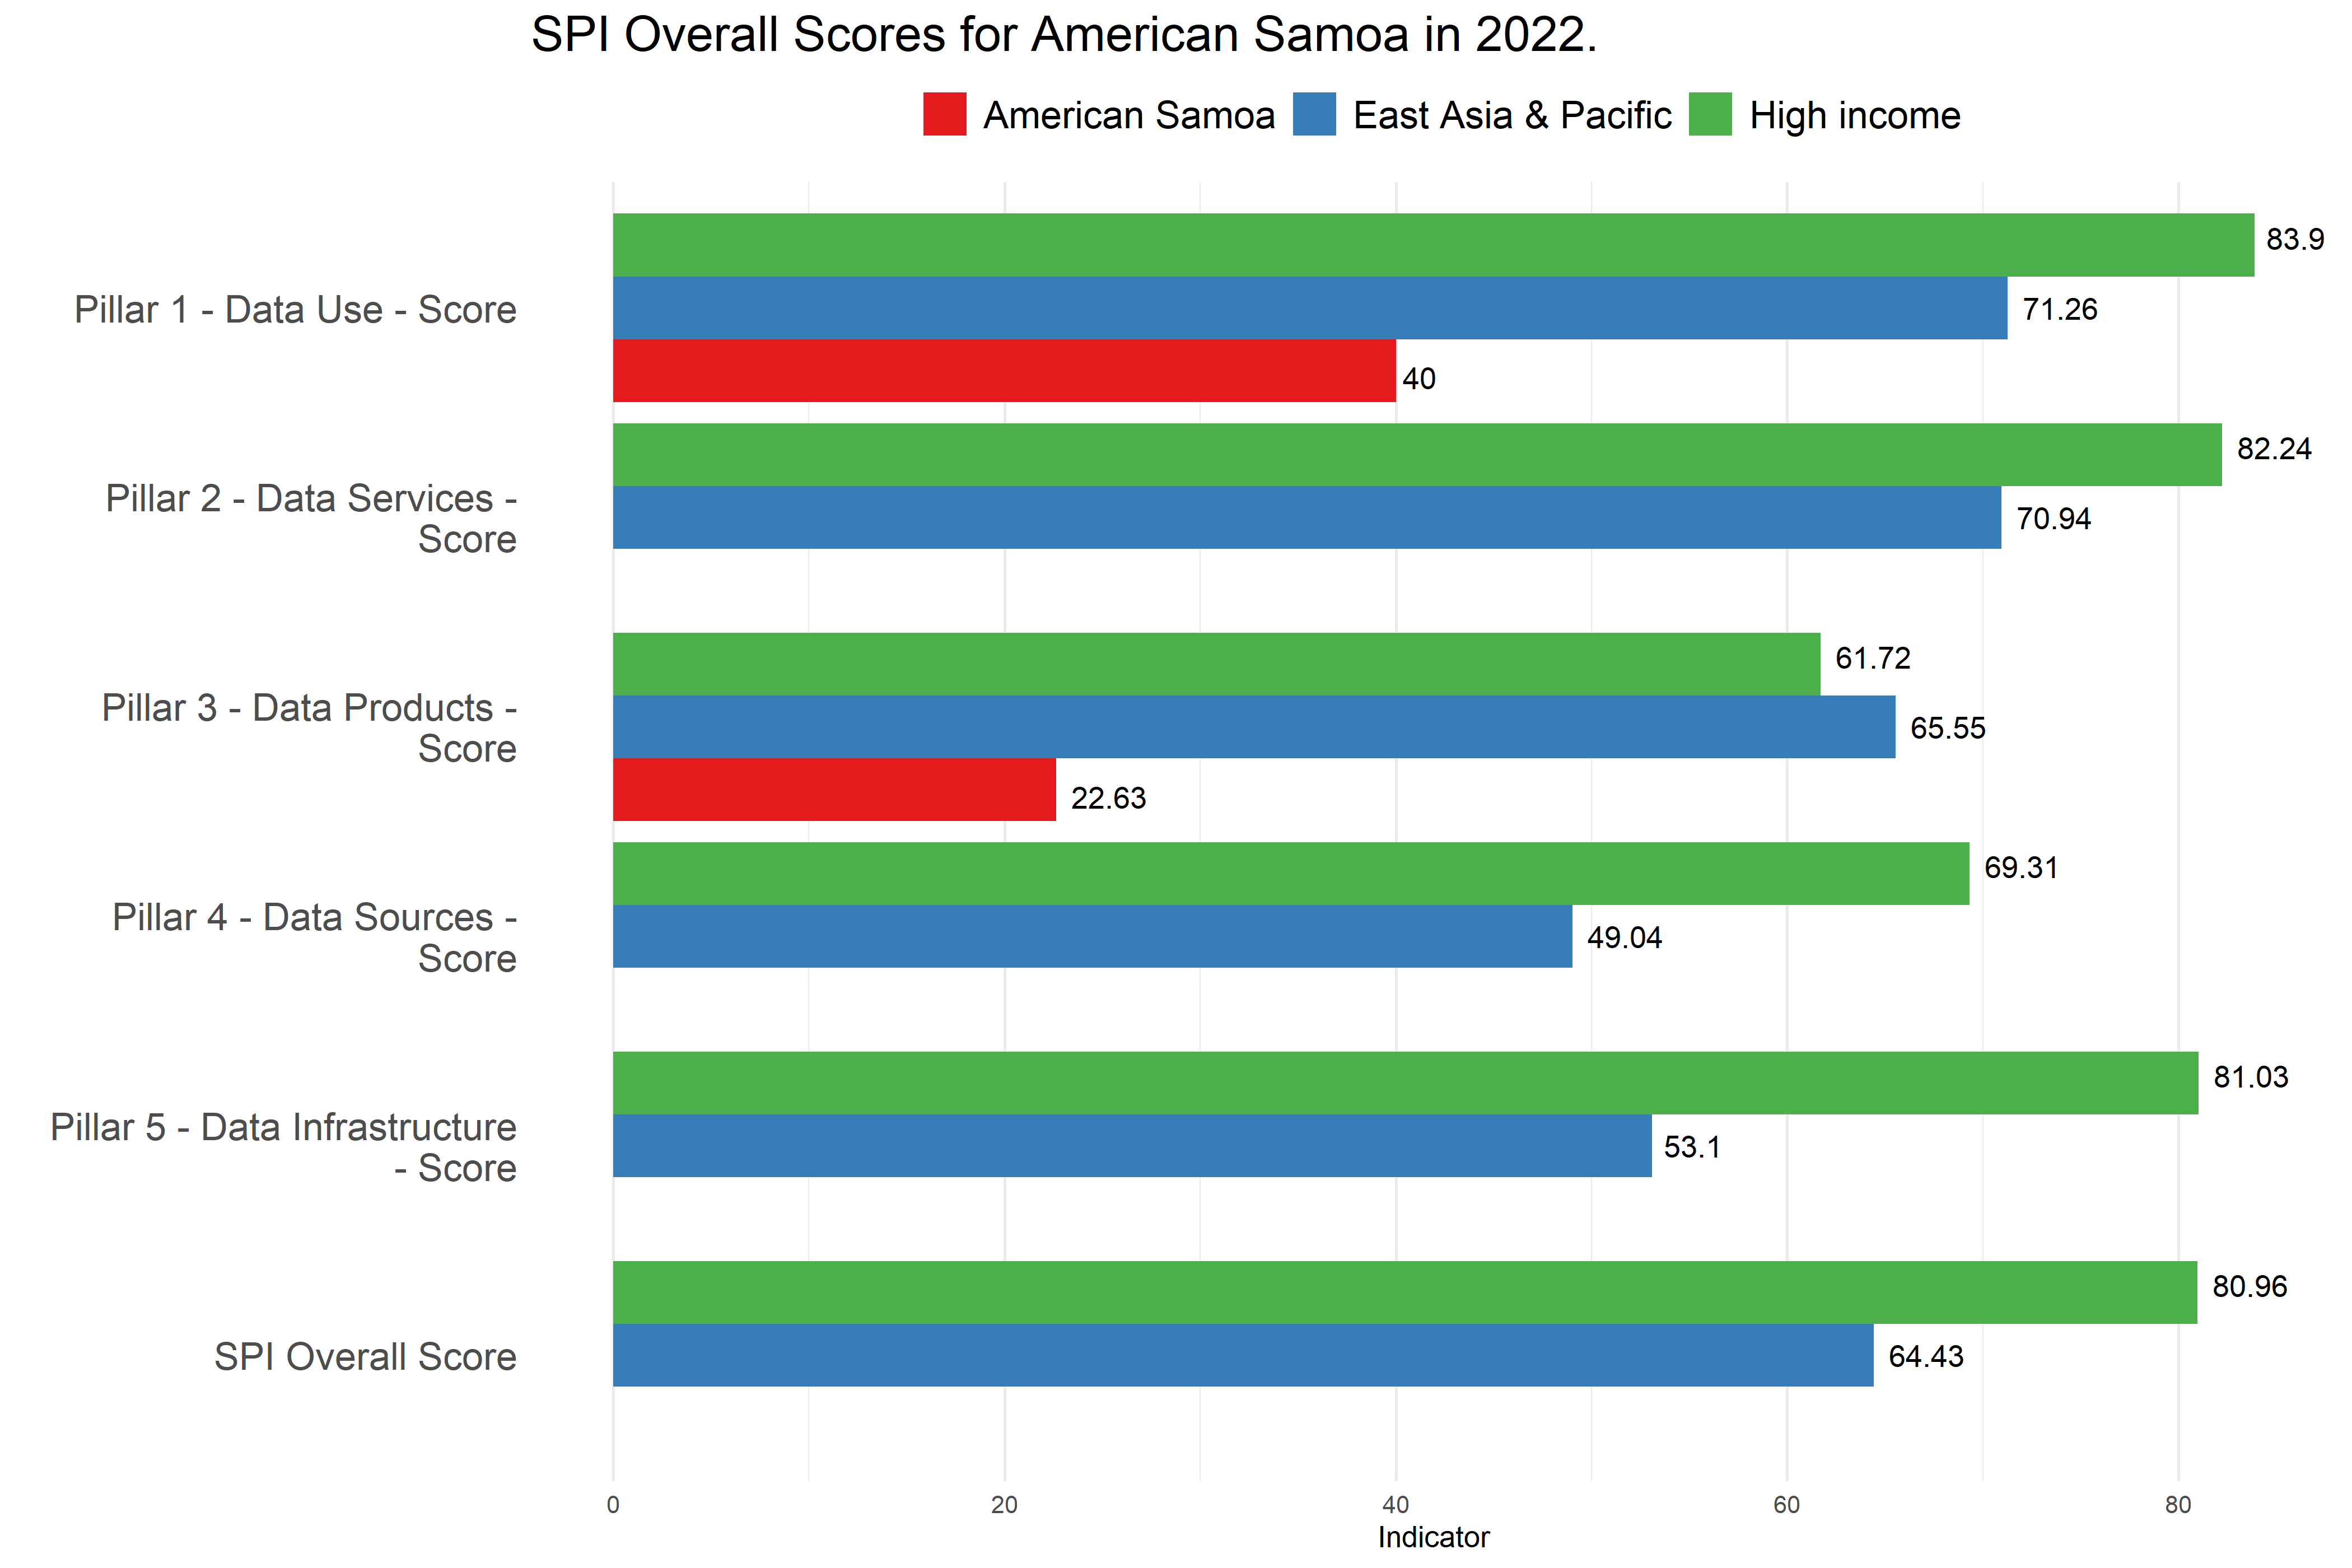 SPI Overall Scores for American Samoa in 2022.
American Samoa East Asia & Pacific High income
83.9
Pillar 1 - Data Use - Score
71.26
40
82.24
Pillar 2 - Data Services -
Score
70.94
61.72
Pillar 3 - Data Products -
Score
65.55
22.63
69.31
Pillar 4 - Data Sources -
Score
49.04
81.03
Pillar 5 - Data Infrastructure
- Score
53.1
80.96
SPI Overall Score
64.43
0 20 40 60 80
Indicator